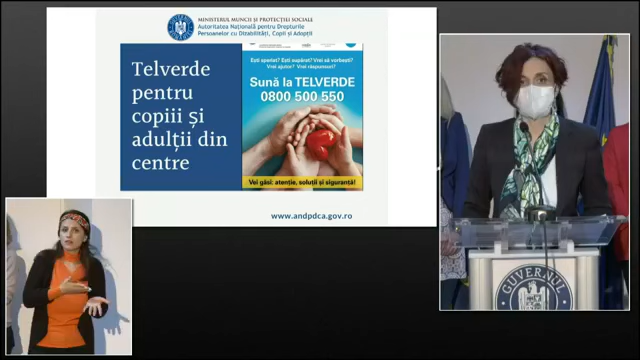 MINISTERUL MUNCII ȘI PROTECȚIEI SOCIALE
Autoritatea Națională pentru Drepturile
Persoanelor cu Dizabilități, Copii și Adopții
Telverde
pentru
copiii și
adulții din
centre
Ești speriat? Ești supărat? Vrei să vorbești?
Vrei ajutor? Vrei răspunsuri?
Sună la TELVERDE
0800 500 550
Vei găsi: atenție, soluții și siguranță!
www.andpdca.gov.ro
GUVERNUL